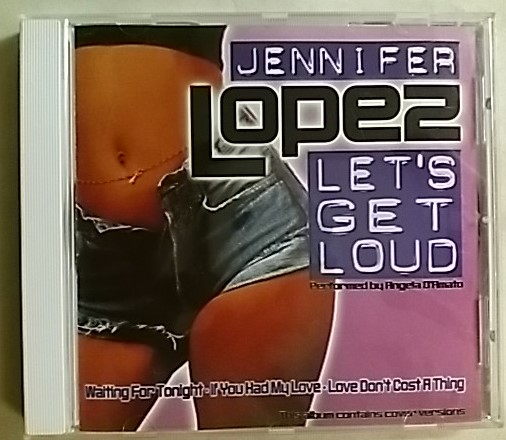 JENNIFER
Lopez
LET'S
GET
LOUD
Performed by Angela D'Amato
Waiting For Tonight · If You Had My Love · Love Don't Cost A Thing
This album contains cover versions